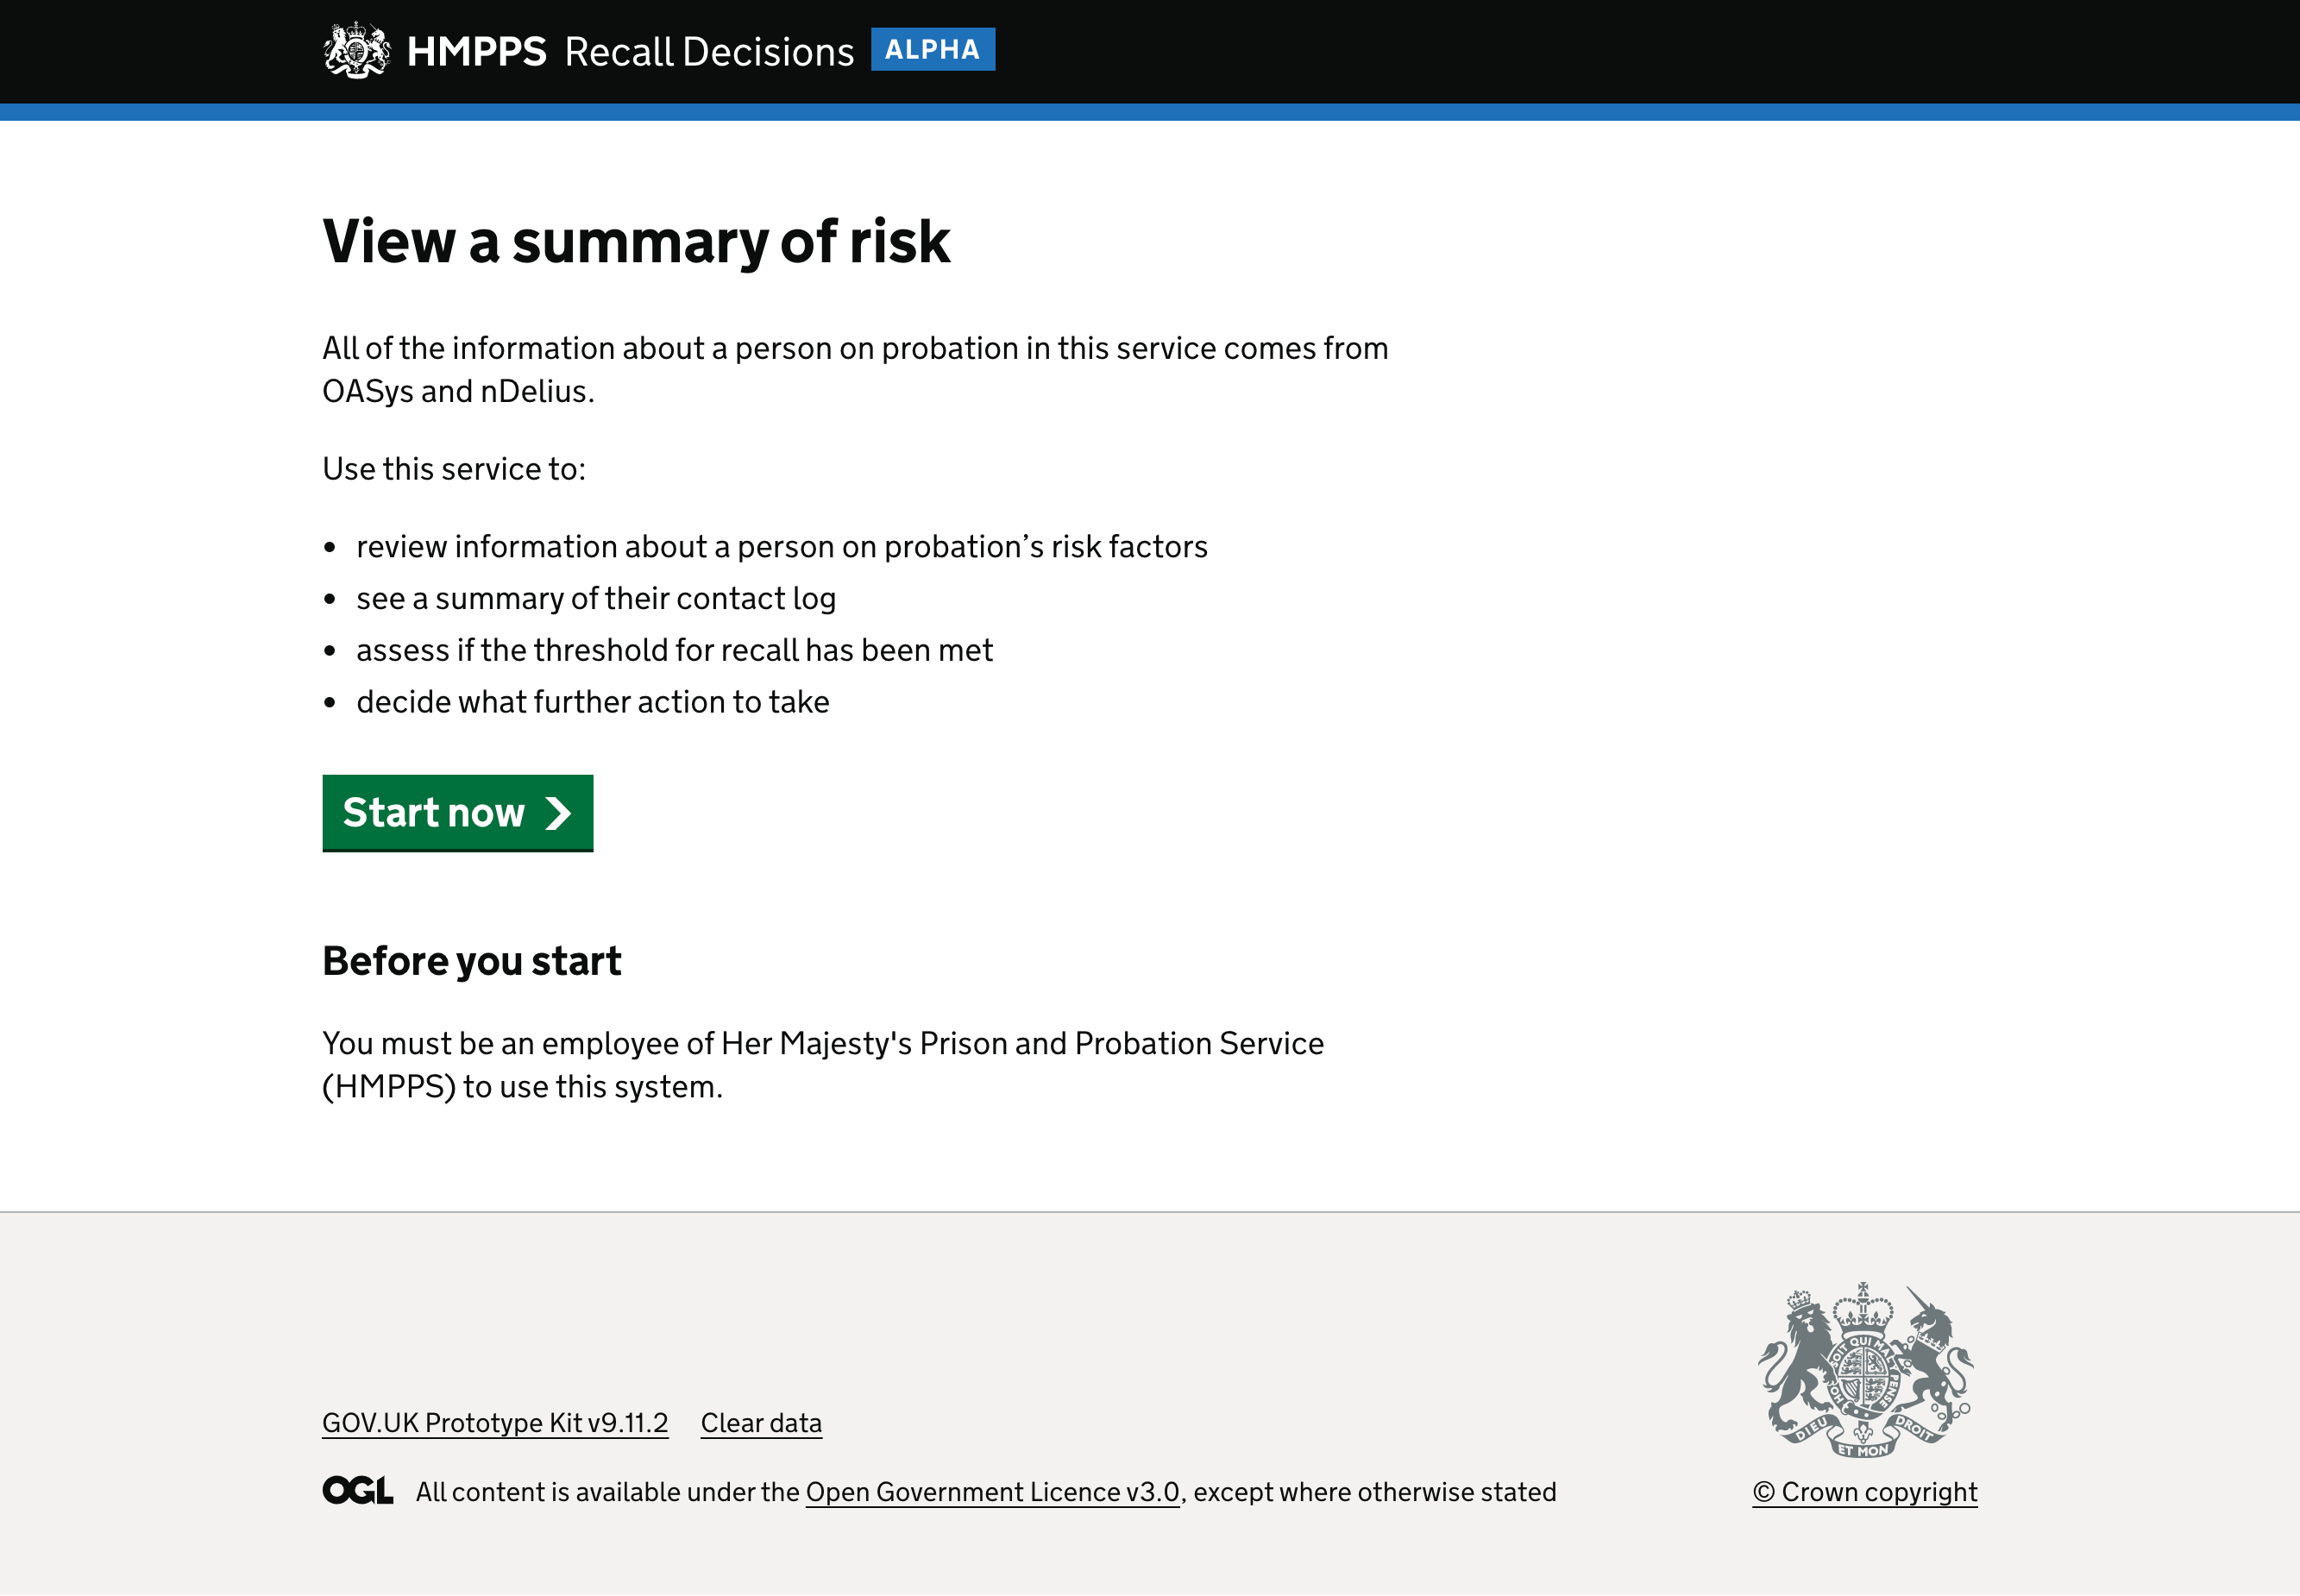 HMPPS Recall Decisions ALPHA
View a summary of risk
All of the information about a person on probation in this service comes from
OASys and nDelius.
Use this service to:
• review information about a person on probation’s risk factors
• see a summary of their contact log
• assess if the threshold for recall has been met
• decide what further action to take
Start now
Before you start
You must be an employee of Her Majesty's Prison and Probation Service
(HMPPS) to use this system.
GOV.UK Prototype Kit v9.11.2 Clear data
OGL All content is available under the Open Government Licence v3.0, except where otherwise stated
DIEU ET MON DROIT
© Crown copyright